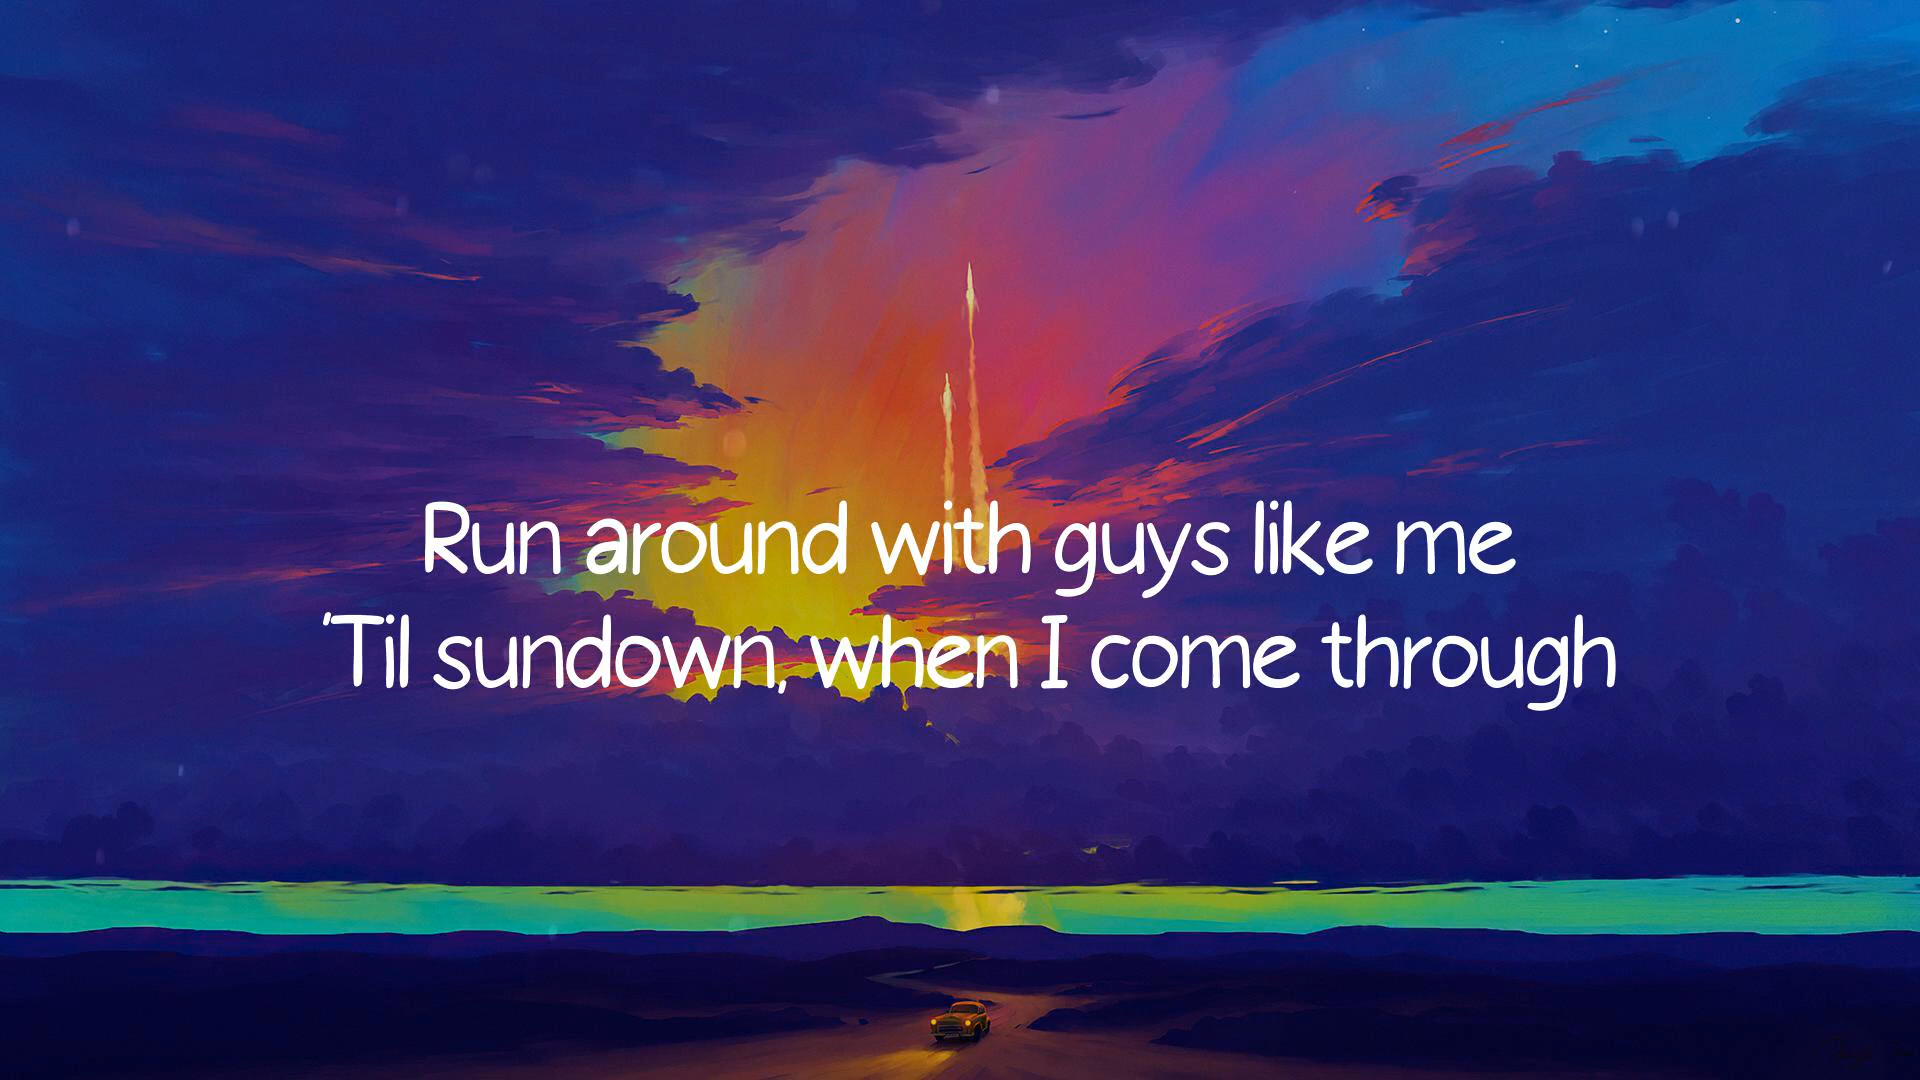 Run around with guys like me
'Til sundown, when I come through